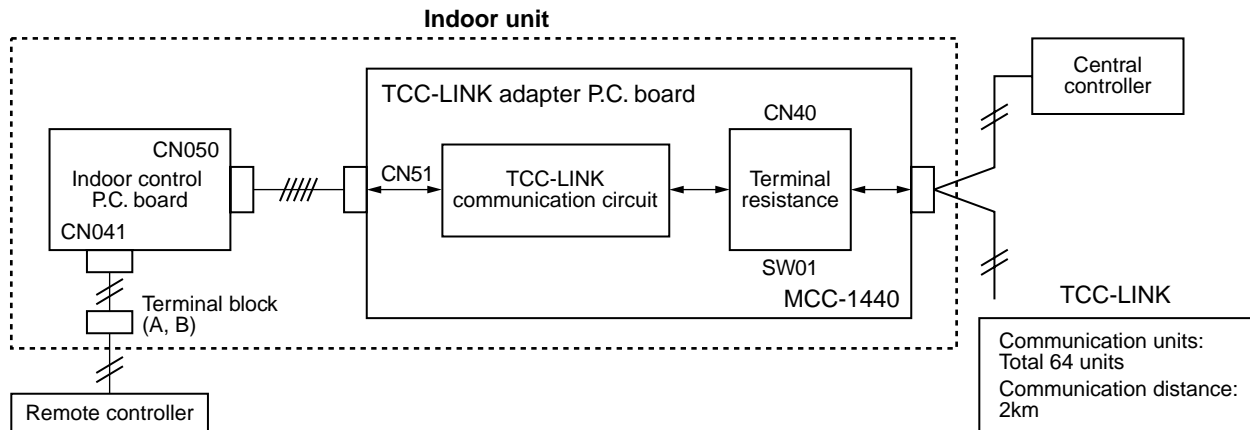 Indoor unit
TCC-LINK adapter P.C. board
CN050
Indoor control
P.C. board
CN041
CN51
TCC-LINK
communication circuit
CN40
Terminal
resistance
SW01
MCC-1440
Central
controller
Terminal block
(A, B)
Remote controller
TCC-LINK
Communication units:
Total 64 units
Communication distance:
2km